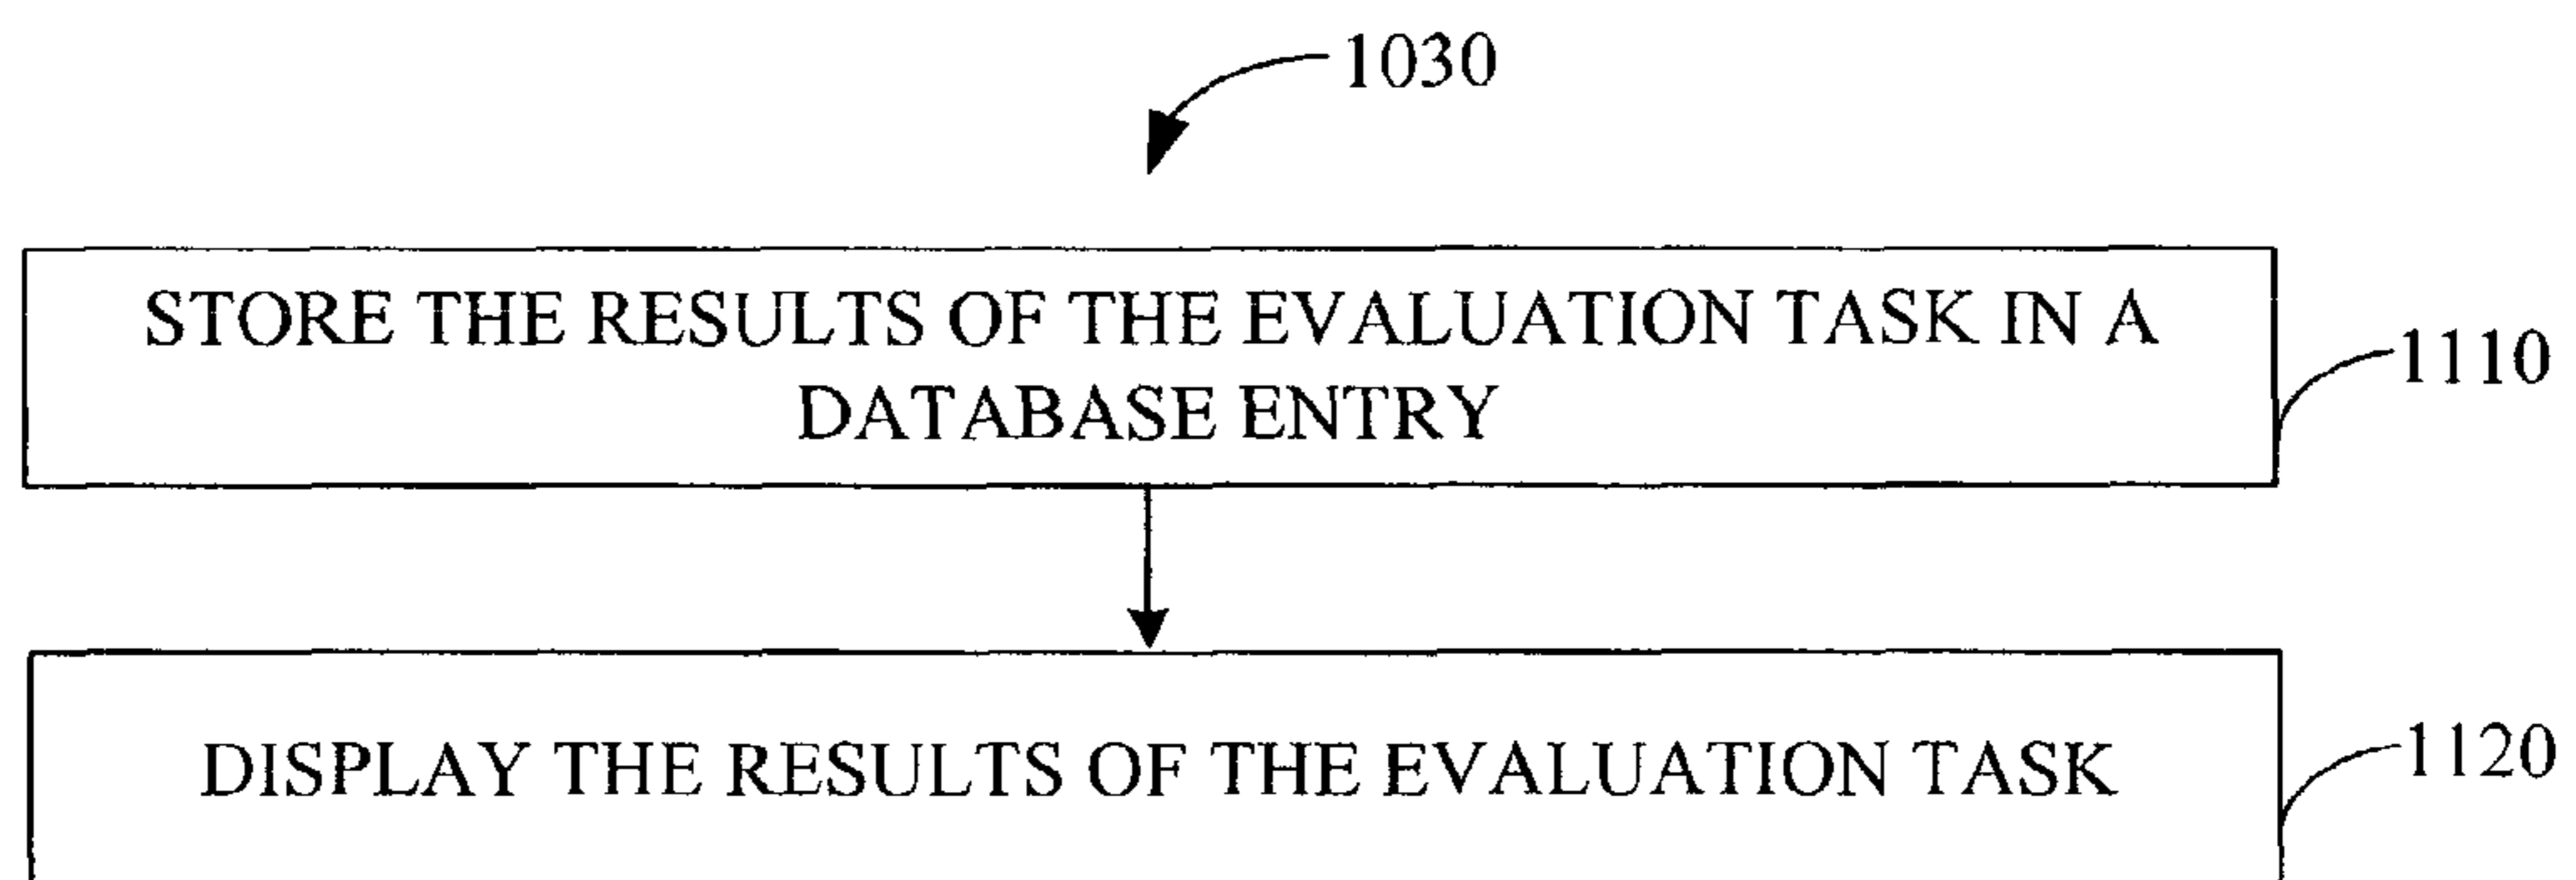 1030
STORE THE RESULTS OF THE EVALUATION TASK IN A
DATABASE ENTRY
1110
DISPLAY THE RESULTS OF THE EVALUATION TASK
1120